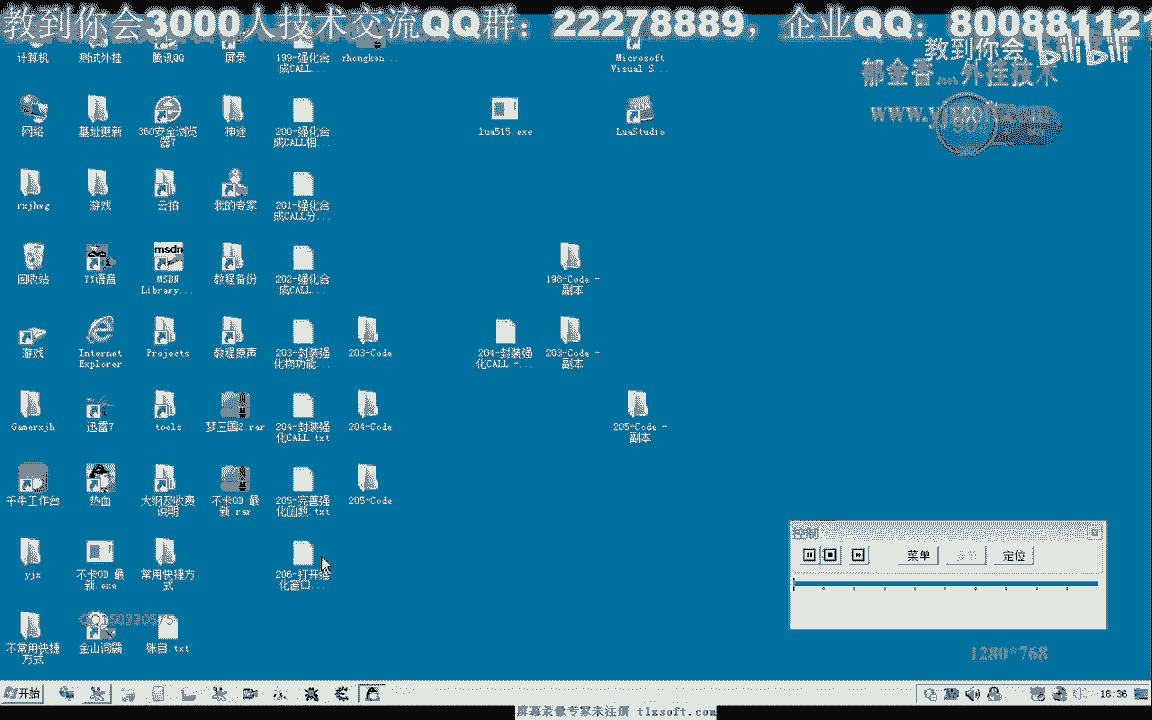 教到你会3000人技术交流QQ群：22278889，企业QQ：800881121
教到你会 bilibili
郁金香灬外挂技术
计算机 测试外挂 腾讯QQ 屏录 199-强化合成CALL... rhongkon... Microsoft Visual S...
网络 基址更新 360安全浏览器7 神途 200-强化合成CALL相... lua515.exe LuaStudio
rxjhwg 游戏 云拍 我的专家 201-强化合成CALL分...
回收站 YY语音 MSDN Library... 教程备份 202-强化合成CALL... 198-Code - 副本
游戏 Internet Explorer Projects 教程原声 203-封装强化物功能... 203-Code 204-封装强化CALL -... 203-Code - 副本
Gamerxjh 迅雷7 tools 梦三国2.rar 204-封装强化CALL.txt 204-Code 205-Code - 副本
千牛工作台 热血 大纲及收费说明 不卡OD 最新.rar 205-完善强化函数.txt 205-Code
控制
菜单 定位
yjx 不卡OD 最新.exe 常用快捷方式 206-打开强化窗口...
不常用快捷方式 金山词霸 账目.txt
QQ150330575
1280*768
开始 18:36
屏幕录像专家未注册 tlxsoft.com